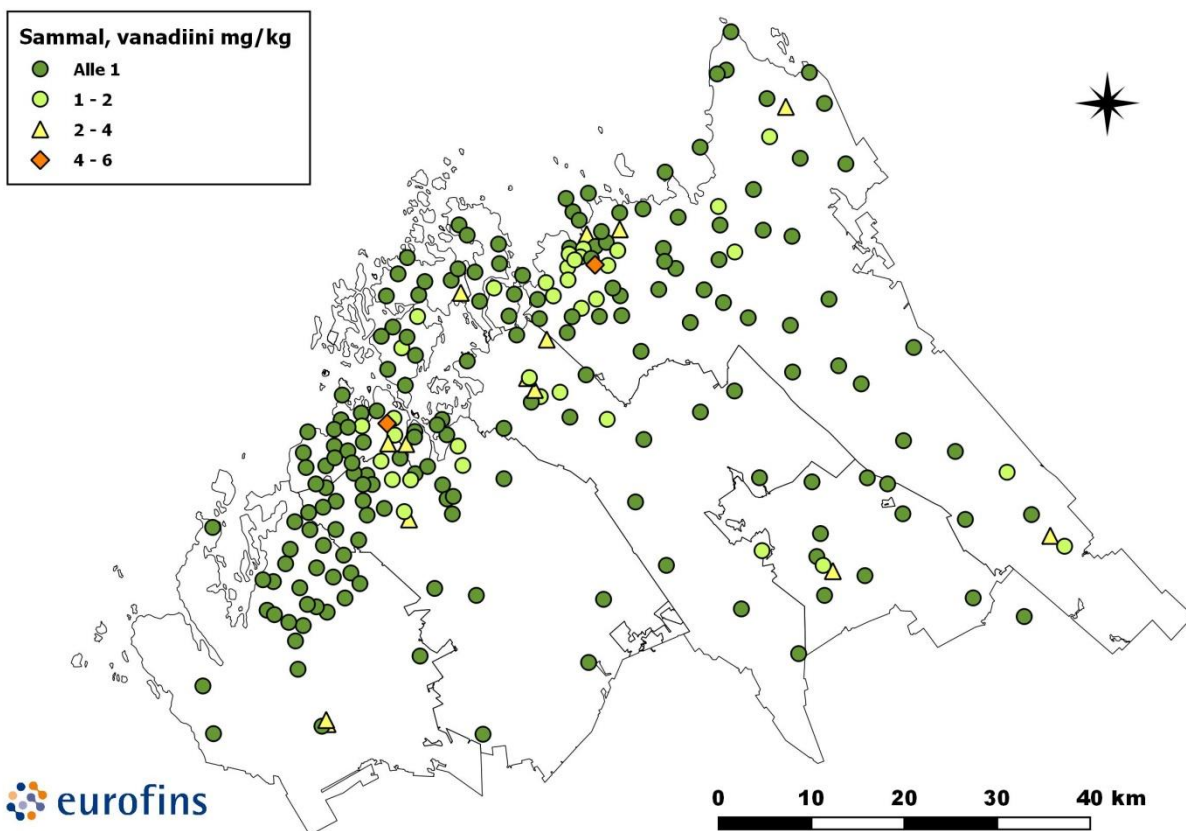 Sammal, vanadiini mg/kg
Alle 1
1 - 2
2 - 4
4 - 6
eurofins
0 10 20 30 40 km